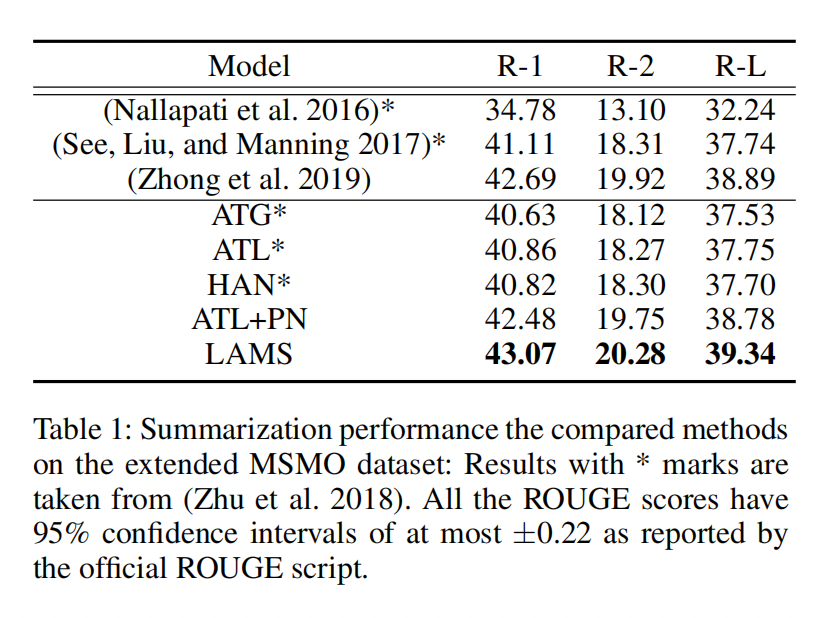 Model R-1 R-2 R-L
(Nallapati et al. 2016)* 34.78 13.10 32.24
(See, Liu, and Manning 2017)* 41.11 18.31 37.74
(Zhong et al. 2019) 42.69 19.92 38.89
ATG* 40.63 18.12 37.53
ATL* 40.86 18.27 37.75
HAN* 40.82 18.30 37.70
ATL+PN 42.48 19.75 38.78
LAMS 43.07 20.28 39.34
Table 1: Summarization performance the compared methods
on the extended MSMO dataset: Results with * marks are
taken from (Zhu et al. 2018). All the ROUGE scores have
95% confidence intervals of at most ±0.22 as reported by
the official ROUGE script.